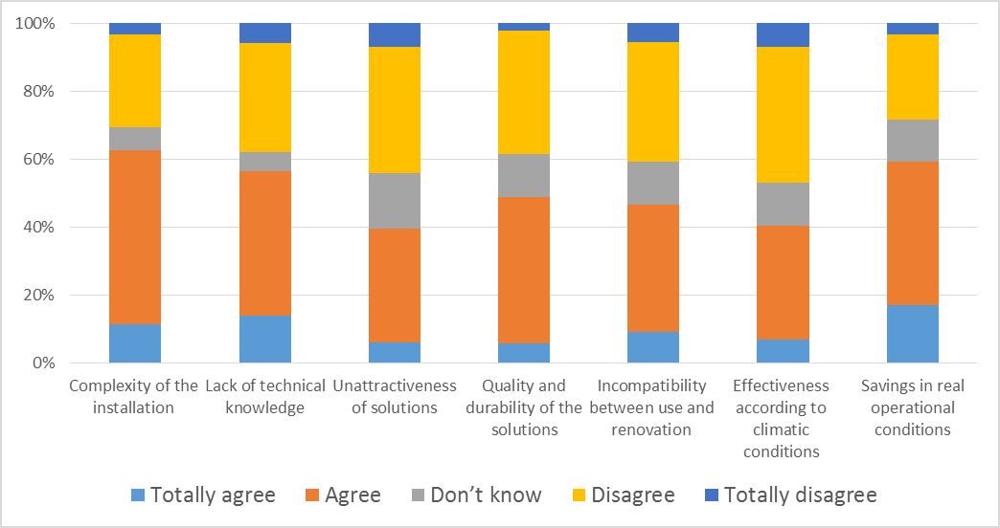 100%
80%
60%
40%
20%
0%
Complexity of the
installation
Lack of technical
knowledge
Unattractiveness
of solutions
Quality and
durability of the
solutions
Incompatibility
between use and
renovation
Effectiveness
according to
climatic
conditions
Savings in real
operational
conditions
Totally agree
Agree
Don’t know
Disagree
Totally disagree